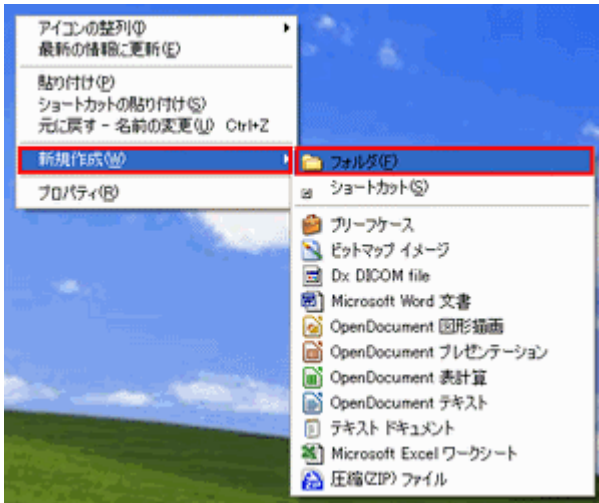 アイコンの整列(I)
最新の情報に更新(E)
貼り付け(P)
ショートカットの貼り付け(S)
元に戻す - 名前の変更(U) Ctrl+Z
新規作成(W)
プロパティ(R)
フォルダ(F)
ショートカット(S)
ブリーフケース
ビットマップ イメージ
Dx DICOM file
Microsoft Word 文書
OpenDocument 図形描画
OpenDocument プレゼンテーション
OpenDocument 表計算
OpenDocument テキスト
テキスト ドキュメント
Microsoft Excel ワークシート
圧縮(ZIP) ファイル